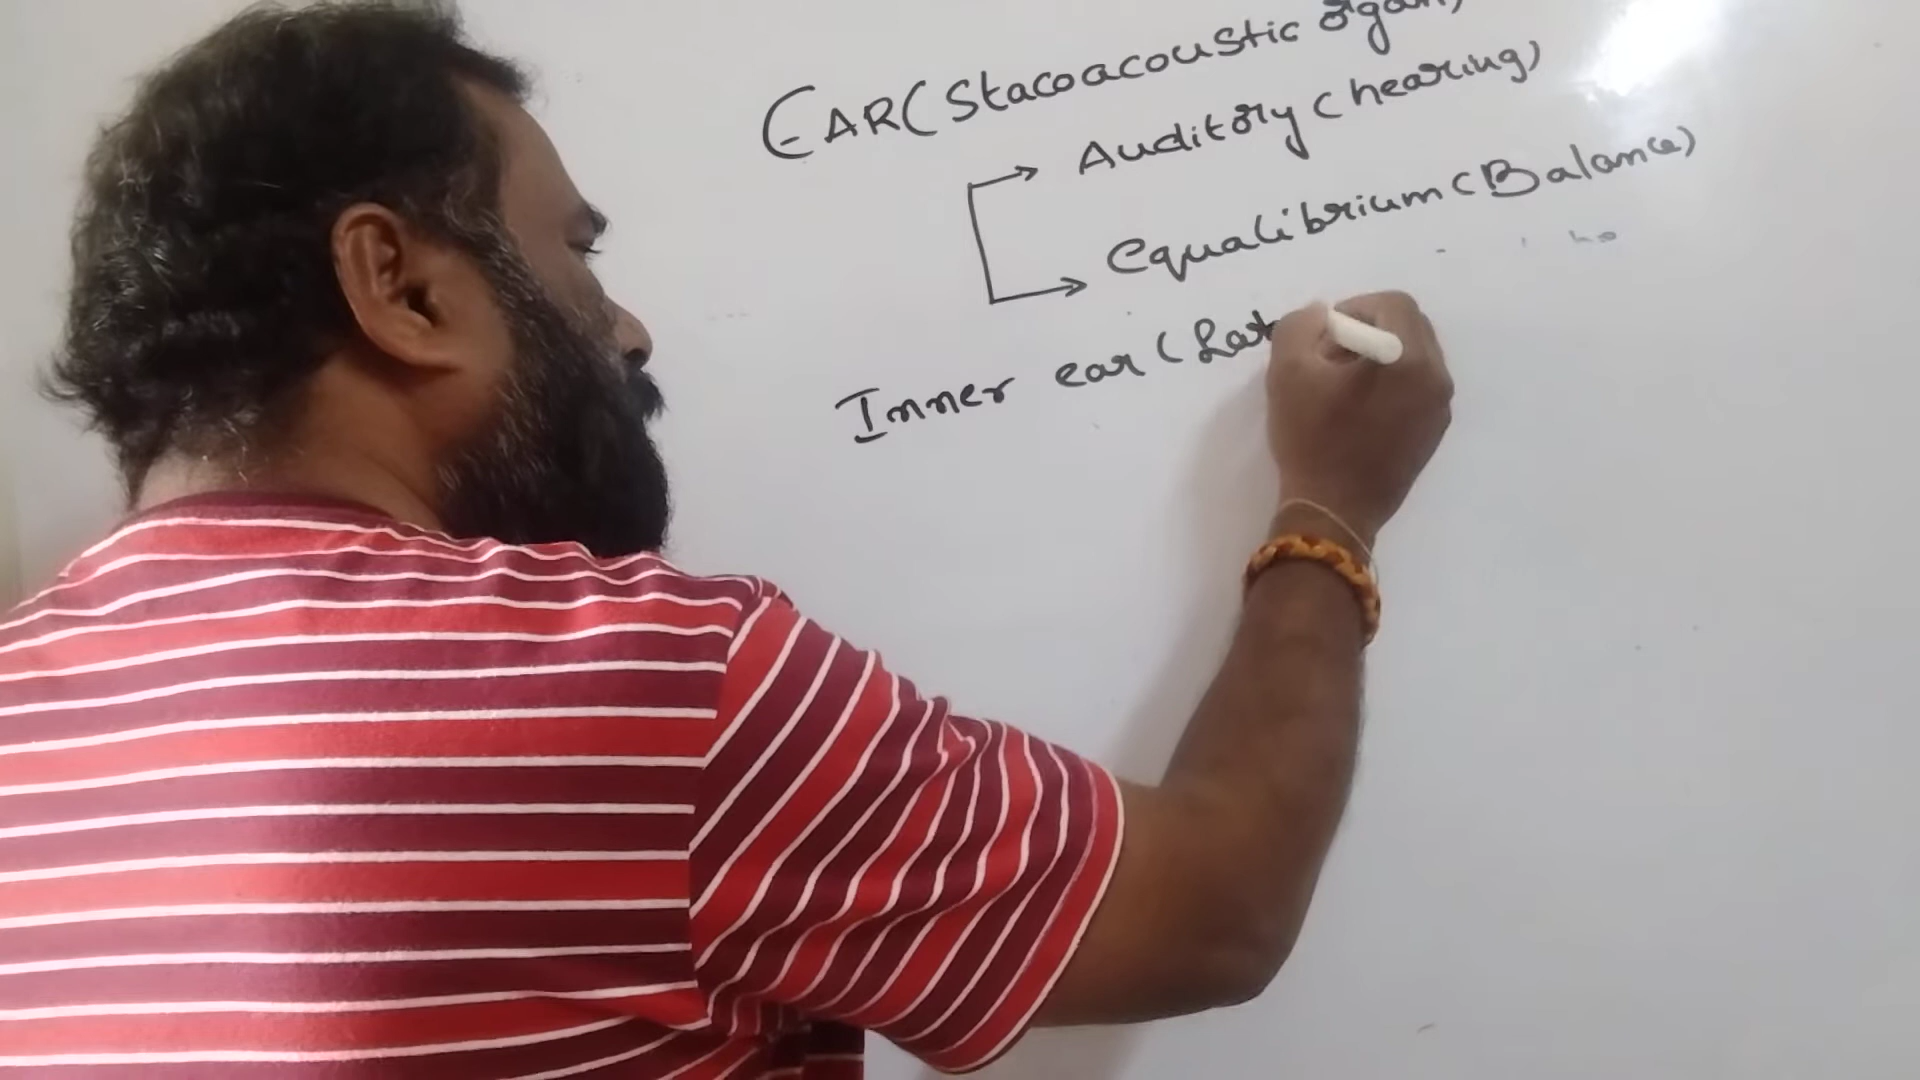 EAR (Stacoacoustic organ)
Auditory (hearing)
Equalibrium (Balance)
Inner ear (